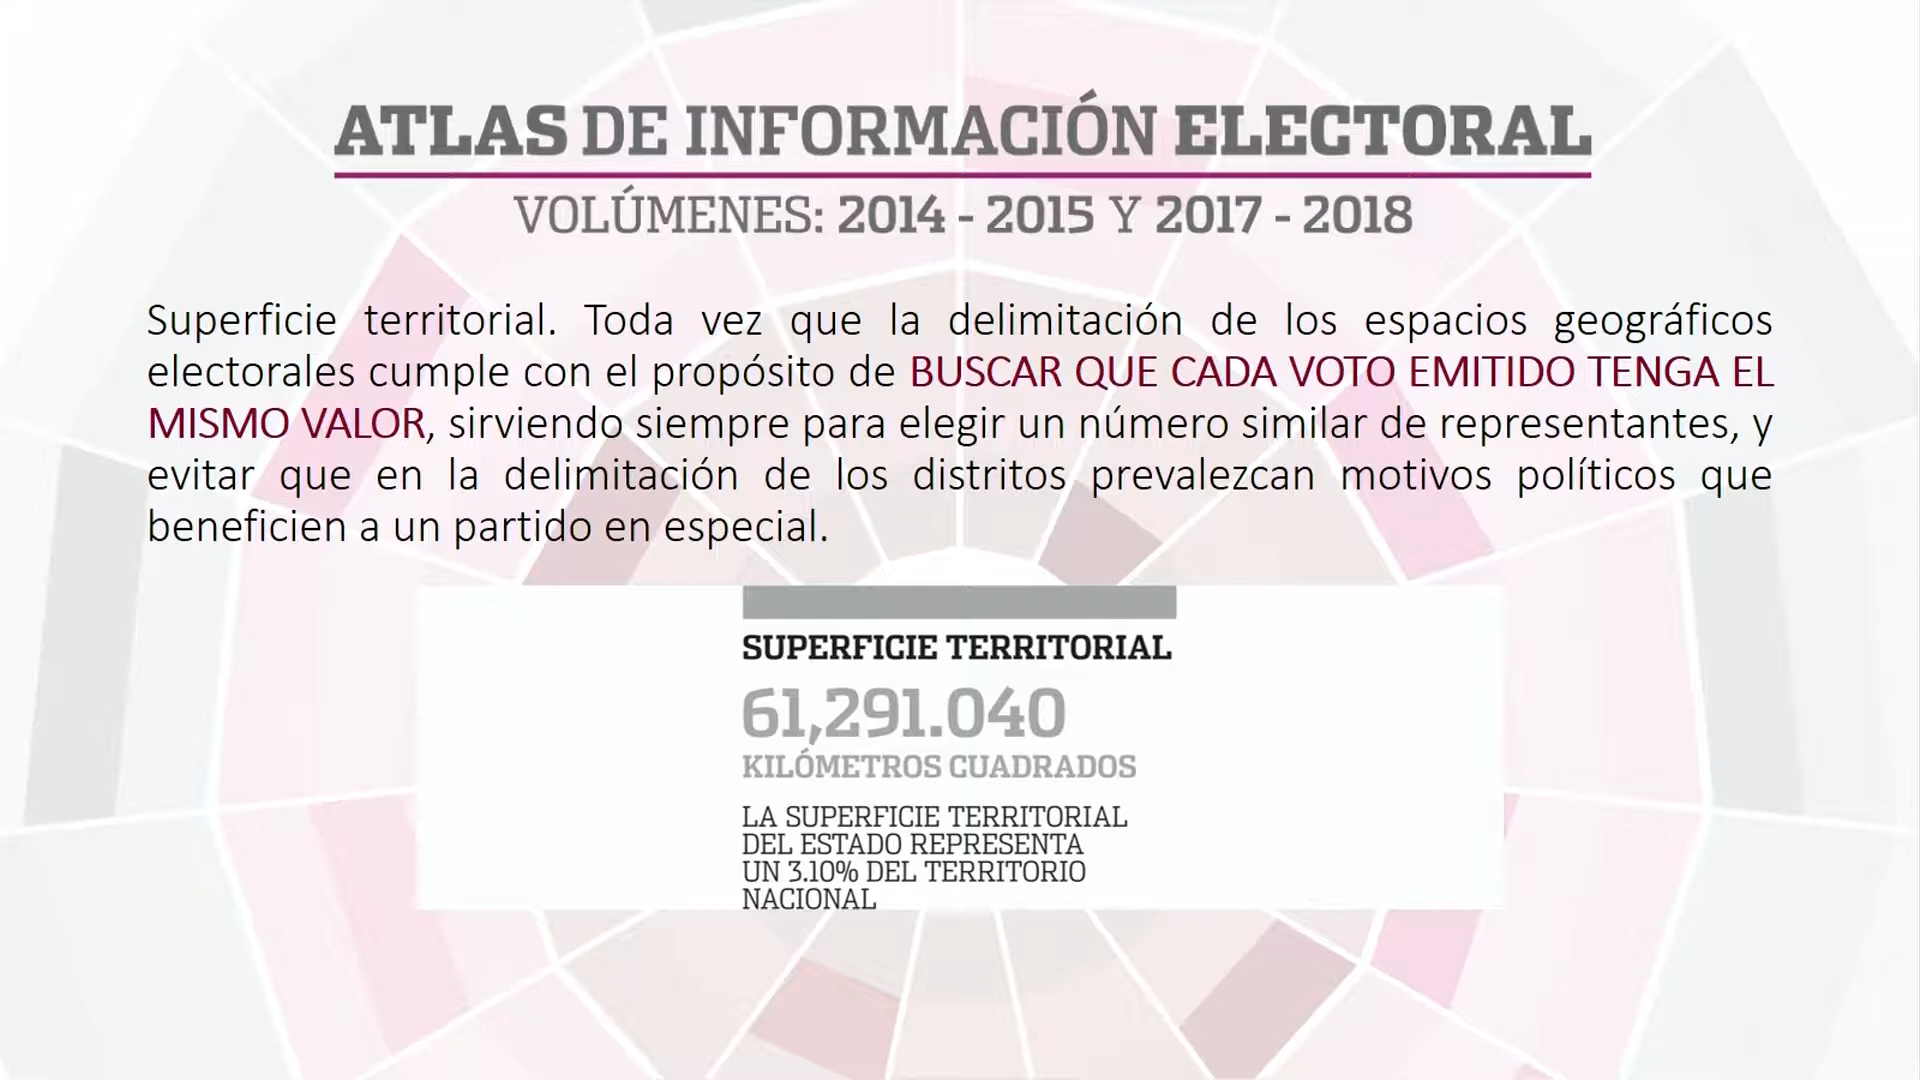 ATLAS DE INFORMACIÓN ELECTORAL
VOLÚMENES: 2014 - 2015 Y 2017 - 2018
Superficie territorial. Toda vez que la delimitación de los espacios geográficos
electorales cumple con el propósito de BUSCAR QUE CADA VOTO EMITIDO TENGA EL
MISMO VALOR, sirviendo siempre para elegir un número similar de representantes, y
evitar que en la delimitación de los distritos prevalezcan motivos políticos que
beneficien a un partido en especial.
SUPERFICIE TERRITORIAL
61,291.040
KILÓMETROS CUADRADOS
LA SUPERFICIE TERRITORIAL
DEL ESTADO REPRESENTA
UN 3.10% DEL TERRITORIO
NACIONAL